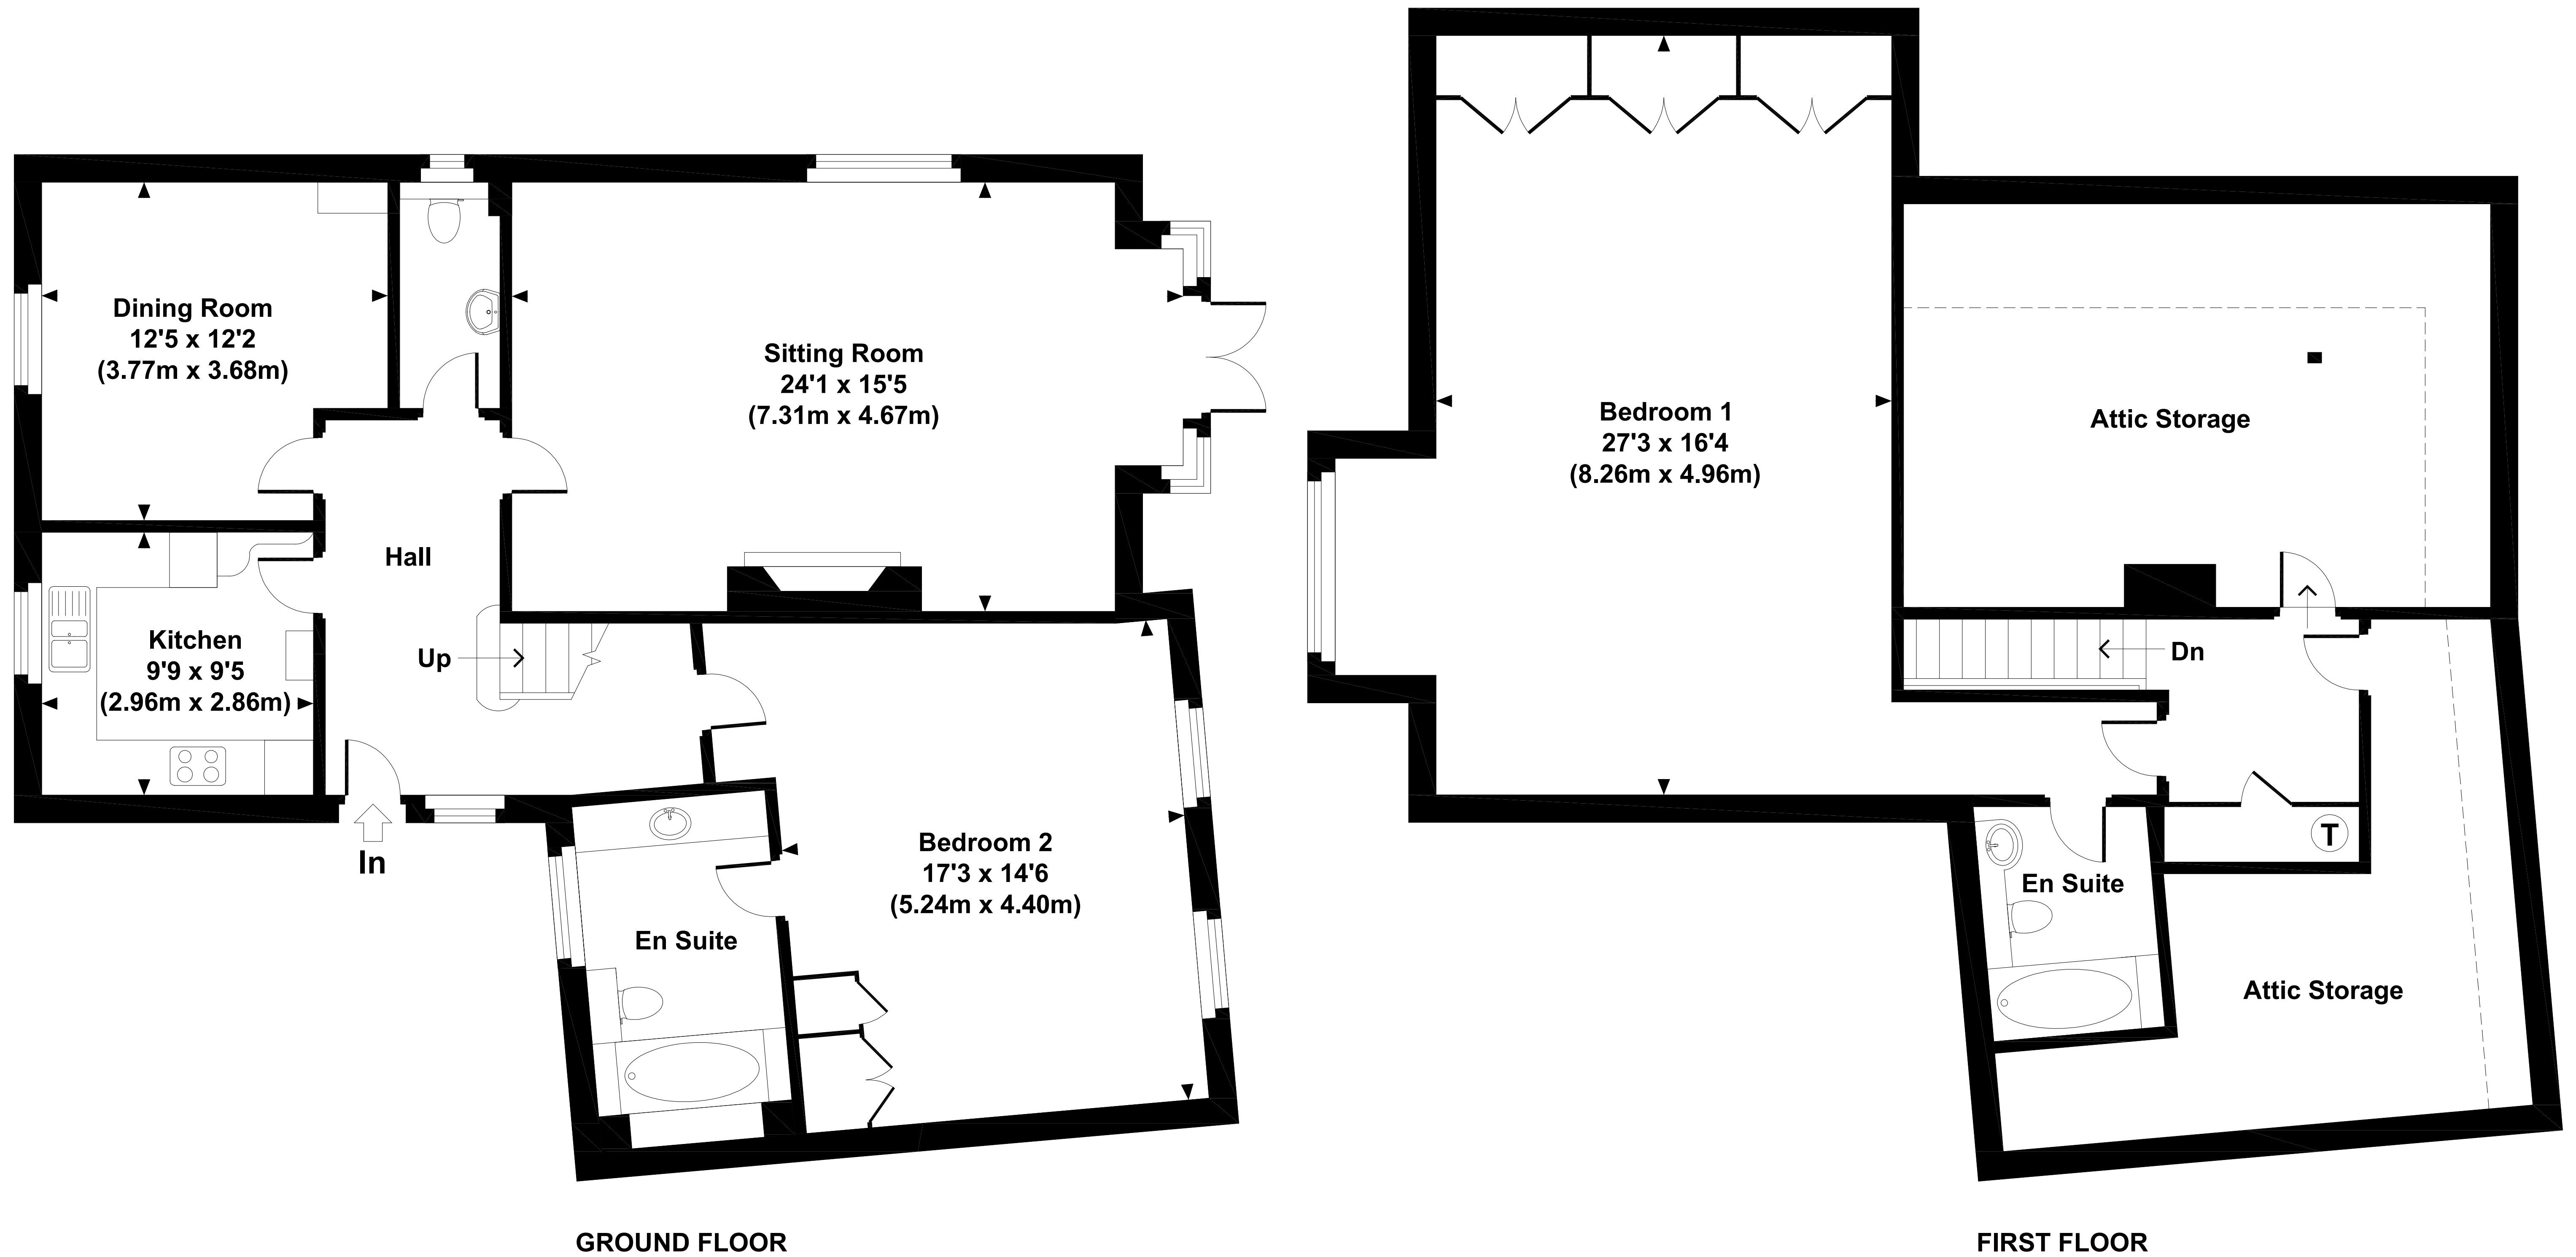 Dining Room
12'5 x 12'2
(3.77m x 3.68m)
Sitting Room
24'1 x 15'5
(7.31m x 4.67m)
Hall
Kitchen
9'9 x 9'5
(2.96m x 2.86m)
Up
In
Bedroom 2
17'3 x 14'6
(5.24m x 4.40m)
En Suite
GROUND FLOOR
Bedroom 1
27'3 x 16'4
(8.26m x 4.96m)
Attic Storage
Dn
T
En Suite
Attic Storage
FIRST FLOOR